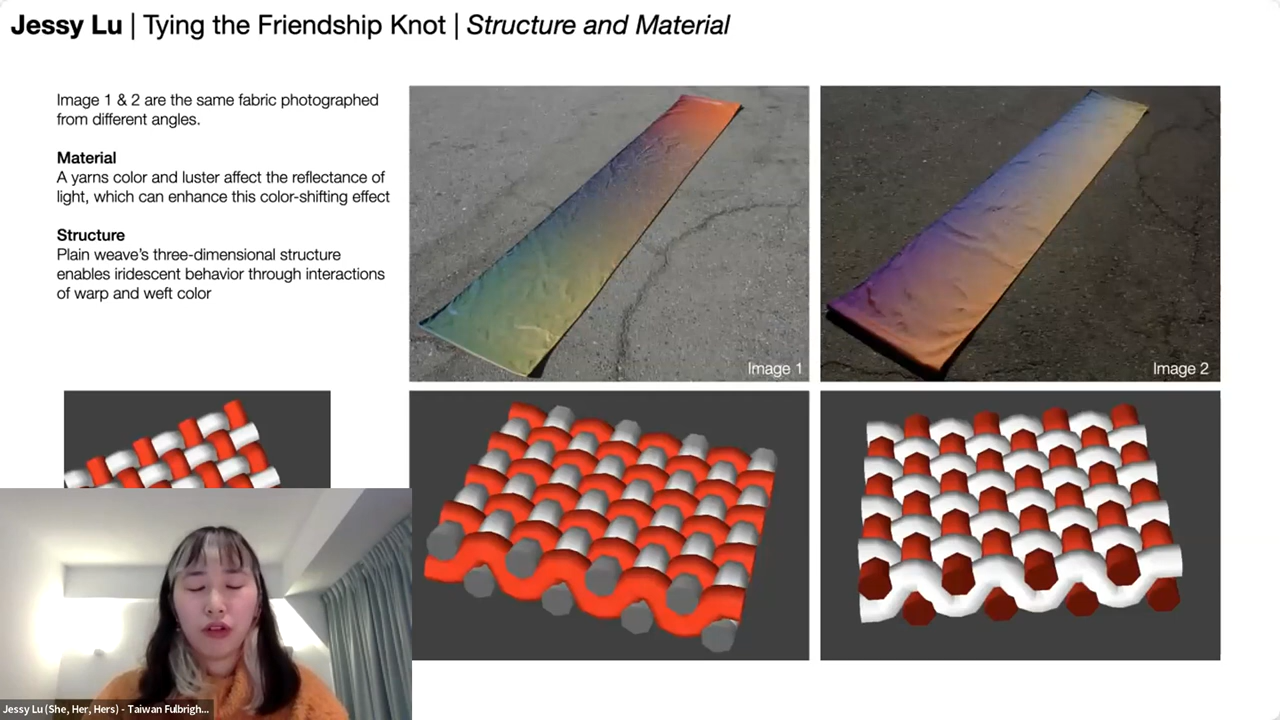 Jessy Lu | Tying the Friendship Knot | Structure and Material
Image 1 & 2 are the same fabric photographed
from different angles.
Material
A yarns color and luster affect the reflectance of
light, which can enhance this color-shifting effect
Structure
Plain weave's three-dimensional structure
enables iridescent behavior through interactions
of warp and weft color
Image 1
Image 2
Jessy Lu (She, Her, Hers) - Taiwan Fulbrigh...